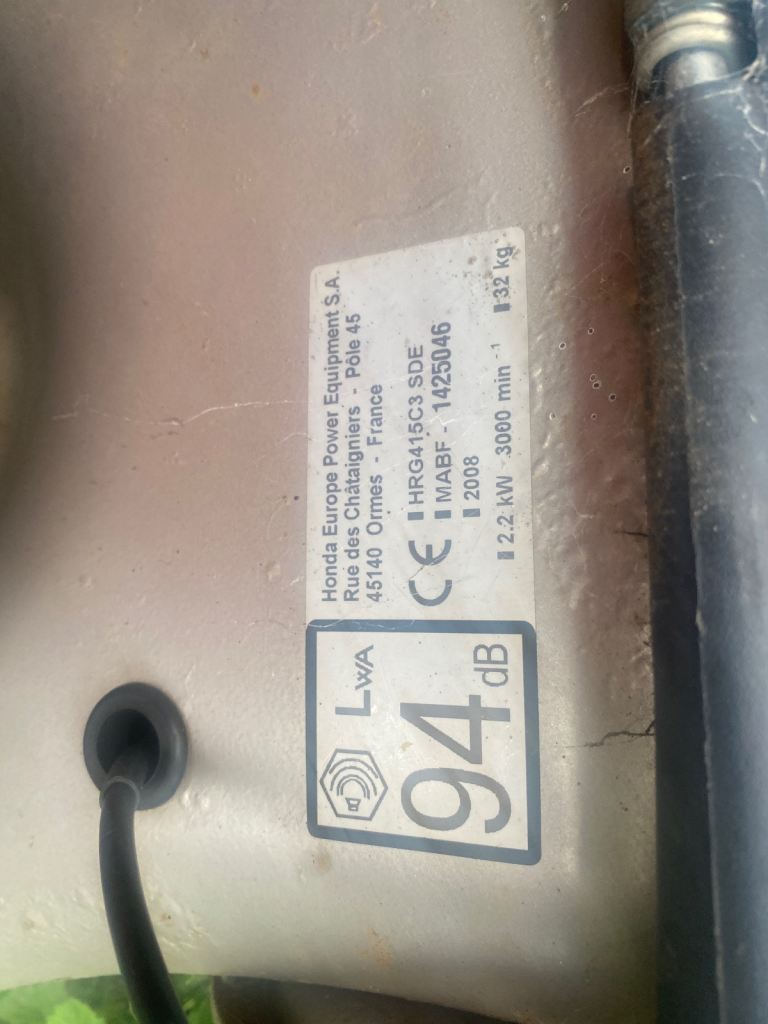 LWA
94
dB
Honda Europe Power Equipment S.A.
Rue des Châtaigniers - Pôle 45
45140 Ormes - France
CE
HRG415C3 SDE
MABF - 1425046
2008
2.2 kW 3000 min -1 32 kg